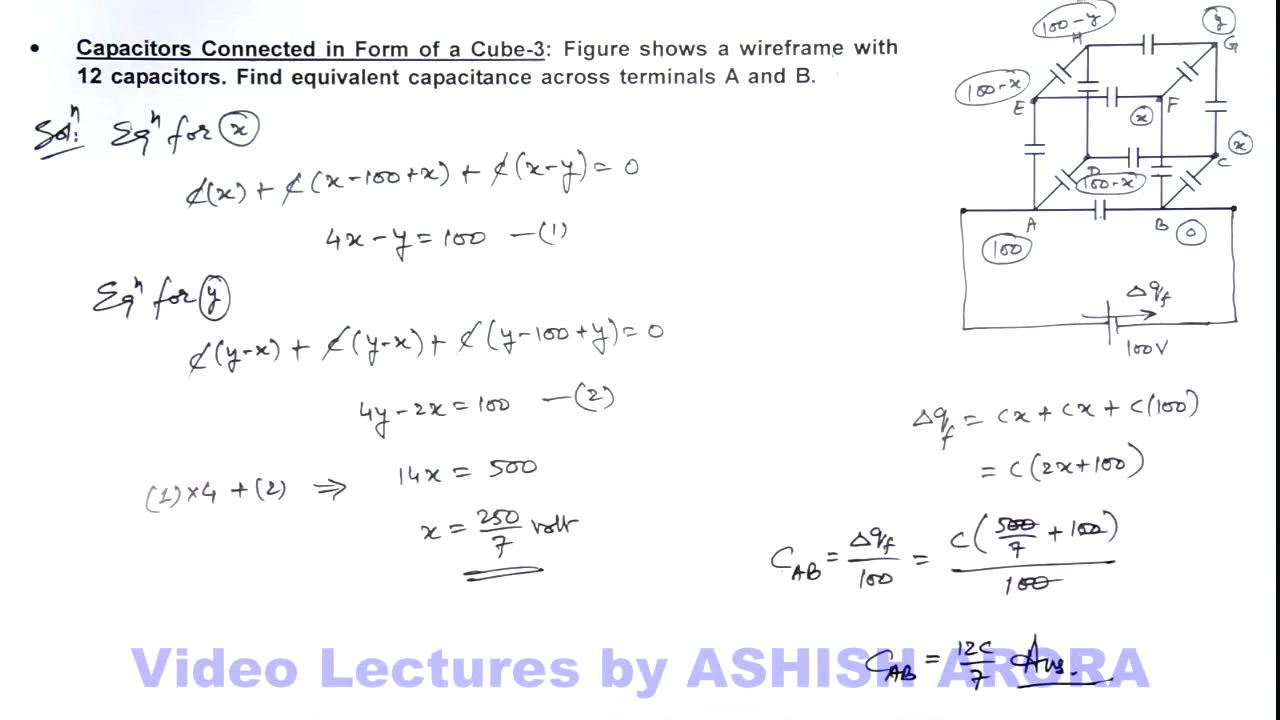 • Capacitors Connected in Form of a Cube-3: Figure shows a wireframe with
12 capacitors. Find equivalent capacitance across terminals A and B.
Solⁿ: Eqⁿ for x
C(x) + C(x-100+x) + C(x-y) = 0
4x - y = 100 —(1)
Eqⁿ for y
C(y-x) + C(y-x) + C(y-100+y) = 0
4y - 2x = 100 —(2)
(1)×4 + (2) ⇒ 14x = 500
x = 250/7 volt
100-y
H
y
G
100-x
E
x
F
D
100-x
x
C
A
B
100
0
Δqf
100V
Δqf = Cx + Cx + C(100)
= C(2x+100)
C_AB = Δqf/100 = C(500/7 + 100)/100
C_AB = 12C/7 Ans.
Video Lectures by ASHISH ARORA